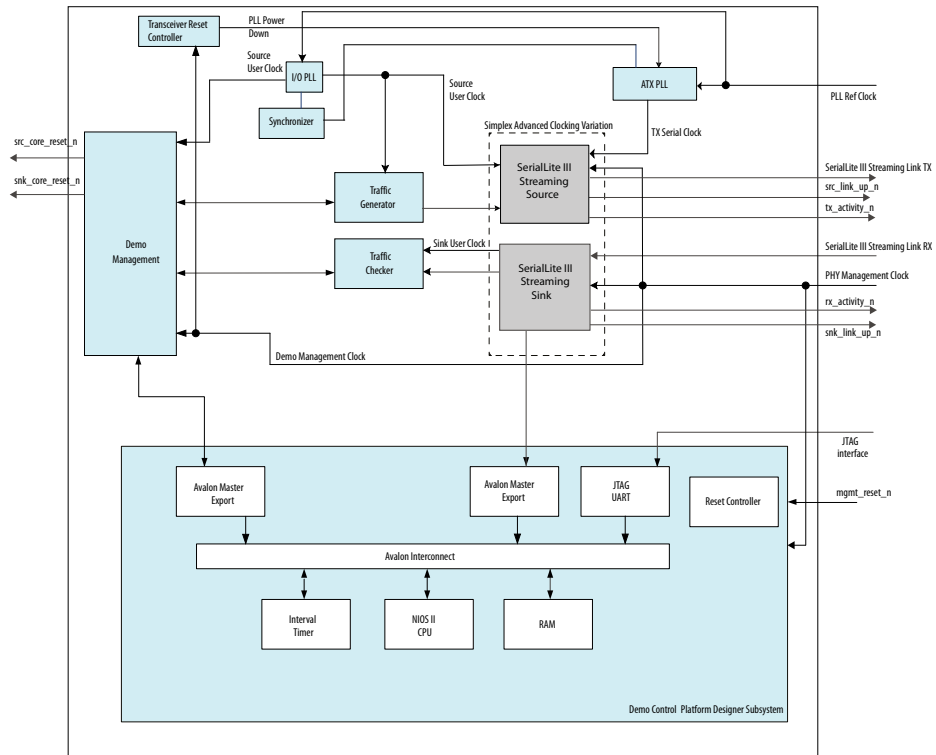 Transceiver Reset
Controller
PLL Power
Down
Source
User Clock
I/O PLL
Source
User Clock
ATX PLL
PLL Ref Clock
Synchronizer
Simplex Advanced Clocking Variation
TX Serial Clock
src_core_reset_n
snk_core_reset_n
SerialLite III
Streaming
Source
SerialLite III Streaming Link TX
src_link_up_n
tx_activity_n
Traffic
Generator
Demo
Management
Sink User Clock
Traffic
Checker
SerialLite III
Streaming
Sink
SerialLite III Streaming Link RX
PHY Management Clock
rx_activity_n
snk_link_up_n
Demo Management Clock
JTAG
interface
Avalon Master
Export
Avalon Master
Export
JTAG
UART
Reset Controller
mgmt_reset_n
Avalon Interconnect
Interval
Timer
NIOS II
CPU
RAM
Demo Control Platform Designer Subsystem